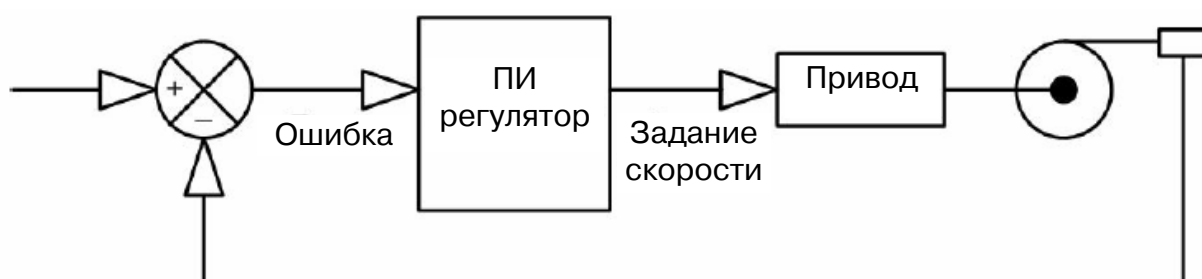 +
–
Ошибка
ПИ
регулятор
Задание
скорости
Привод